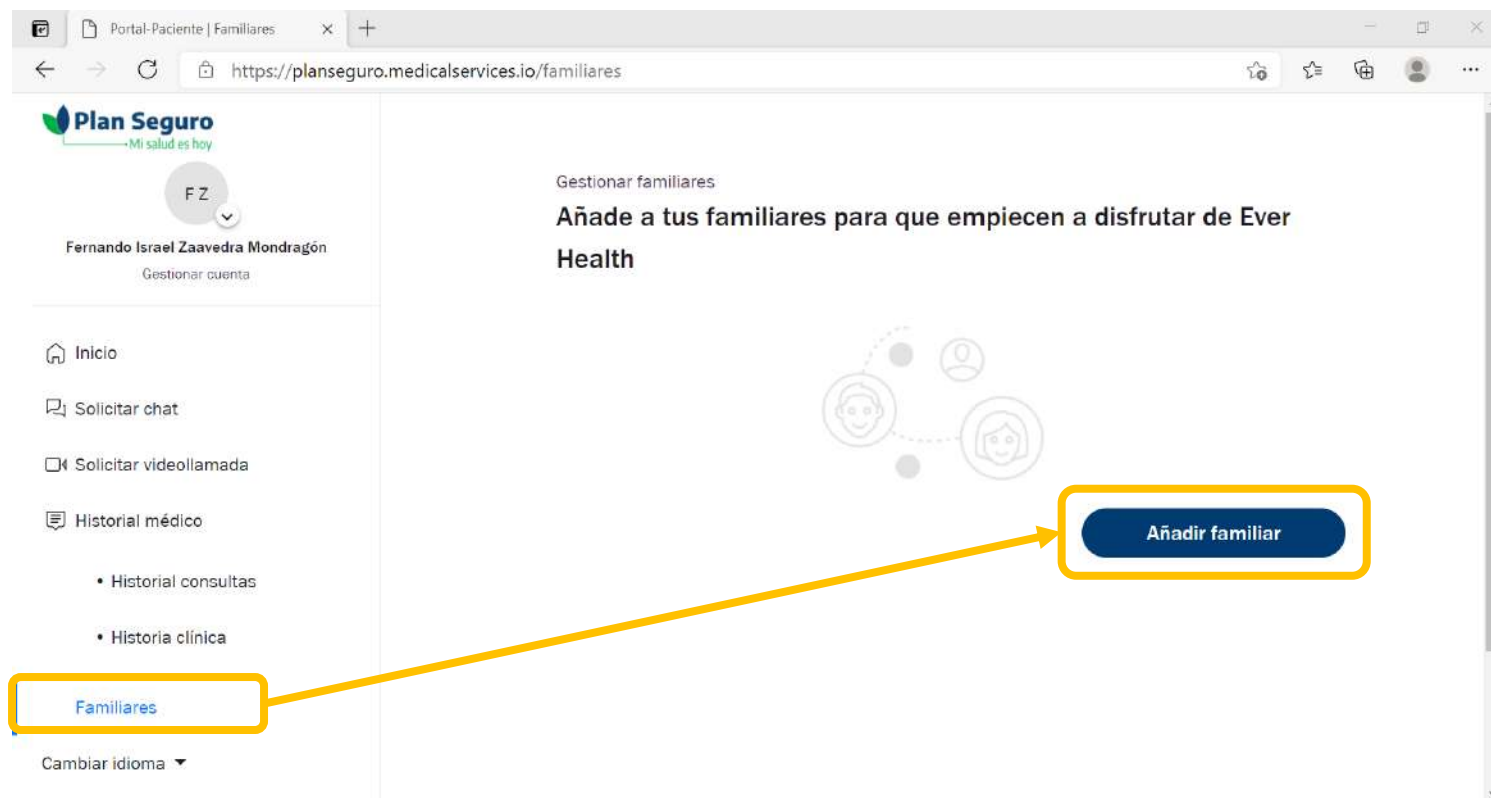 Portal-Paciente | Familiares
https://planseguro.medicalservices.io/familiares
Plan Seguro
Mi salud es hoy
F Z
Fernando Israel Zaavedra Mondragón
Gestionar cuenta
Inicio
Solicitar chat
Solicitar videollamada
Historial médico
• Historial consultas
• Historia clínica
Familiares
Cambiar idioma
Gestionar familiares
Añade a tus familiares para que empiecen a disfrutar de Ever
Health
Añadir familiar